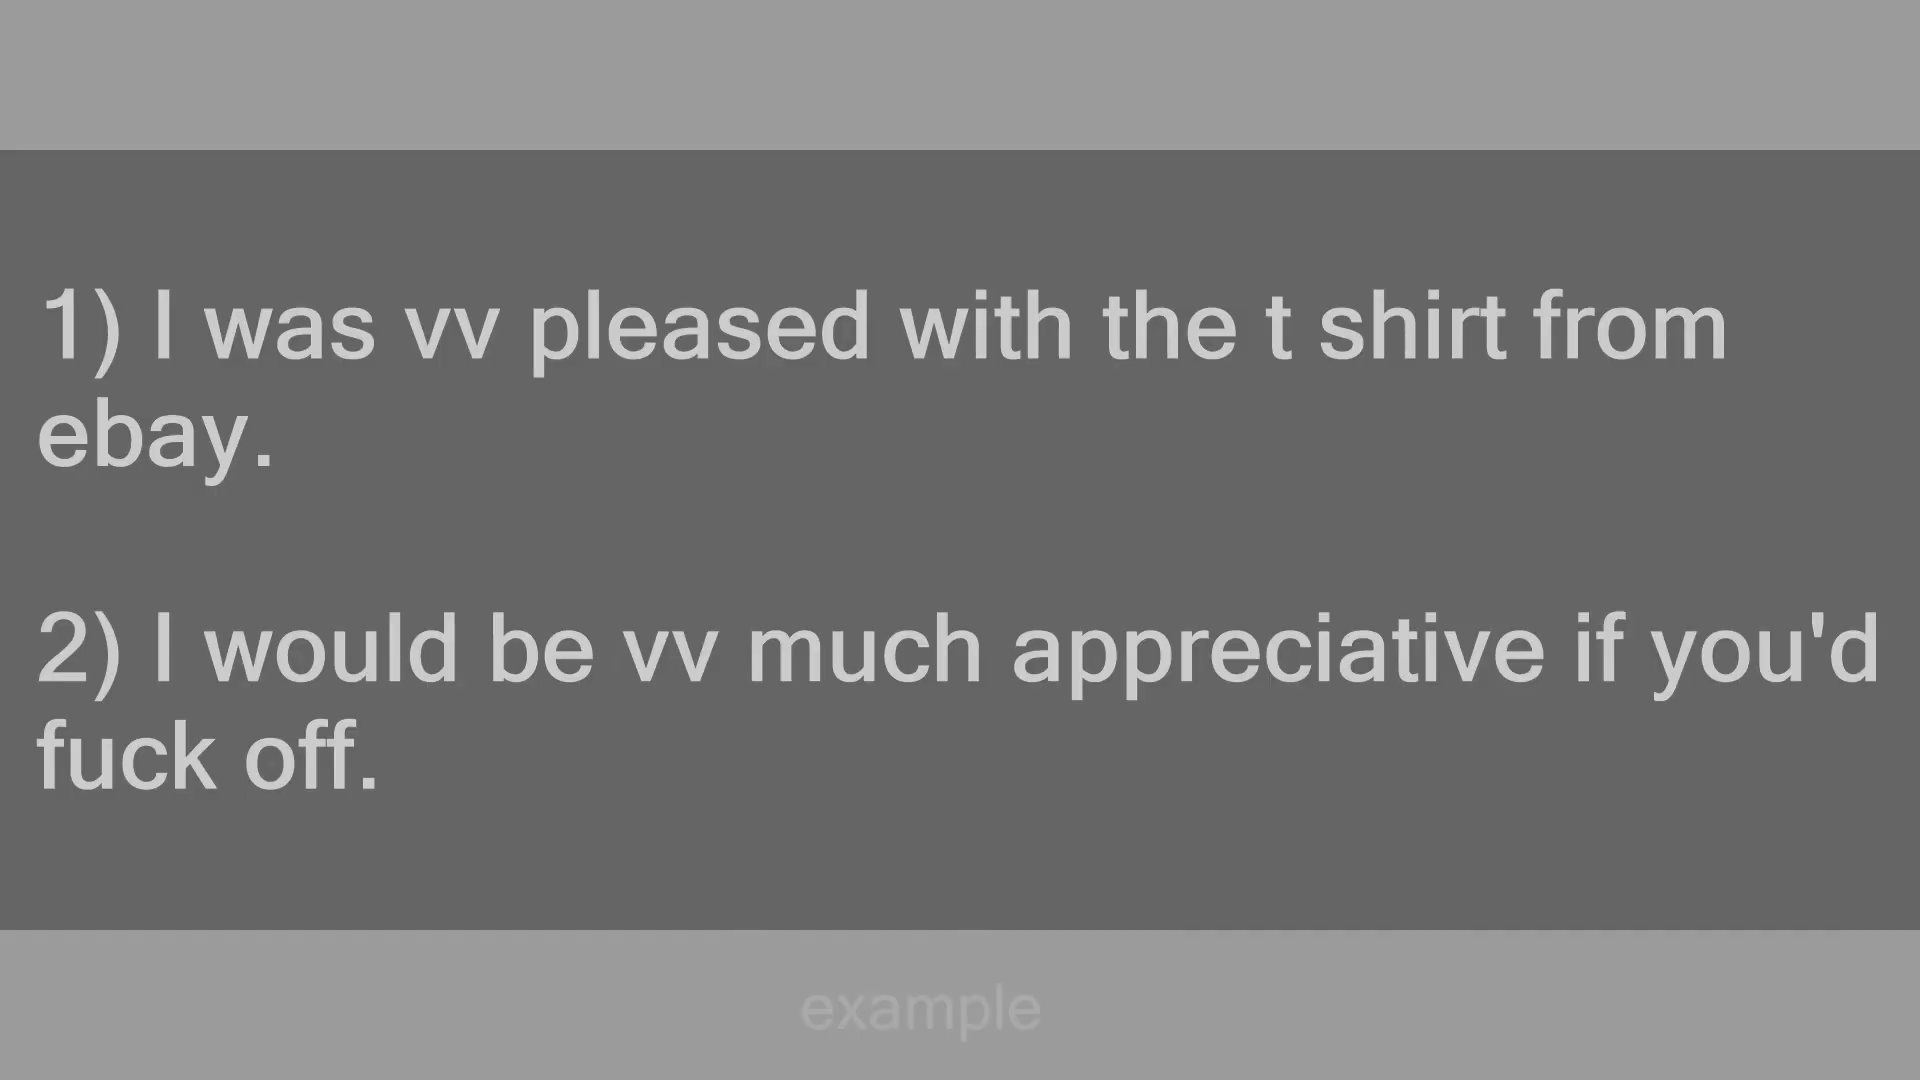 1) I was vv pleased with the t shirt from
ebay.
2) I would be vv much appreciative if you'd
fuck off.
example